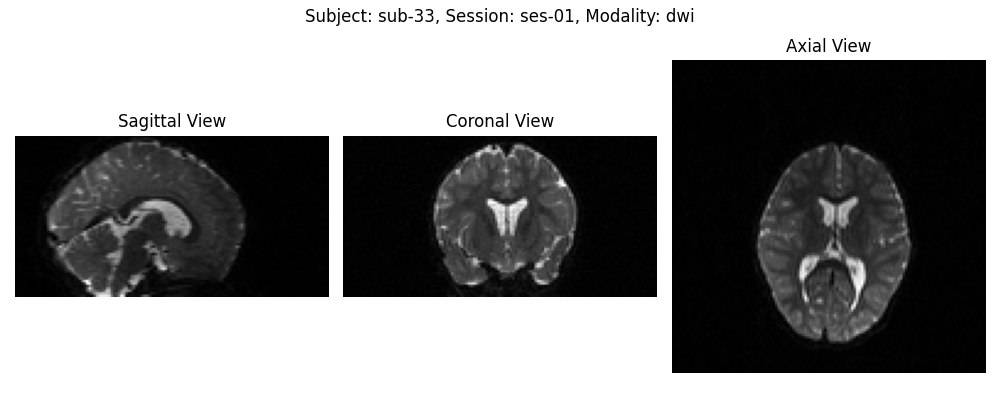 Subject: sub-33, Session: ses-01, Modality: dwi
Sagittal View
Coronal View
Axial View